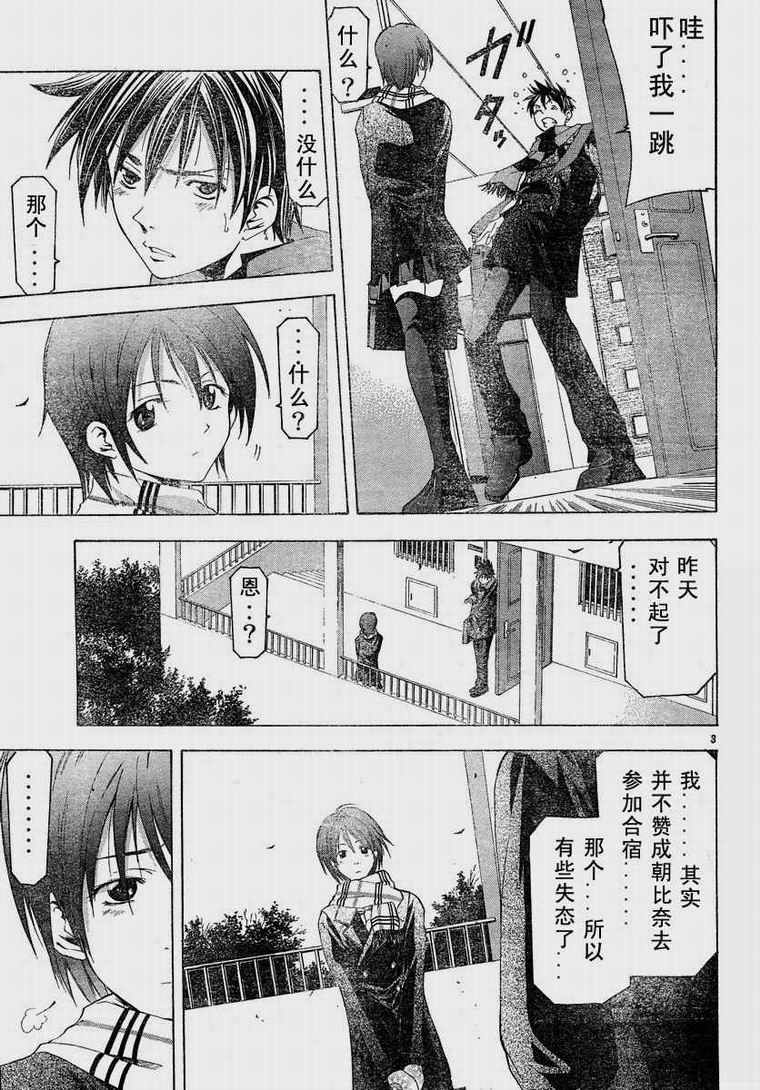 哇‥‥
吓了我一跳
ガタッ
什么？
‥‥没什么
那个‥‥
‥‥什么？
昨天
对不起了
‥‥‥
恩‥？
3
我‥‥‥其实
并不赞成朝比奈去
参加合宿‥‥‥
那个‥‥所以
有些失态了‥‥
‥‥‥‥